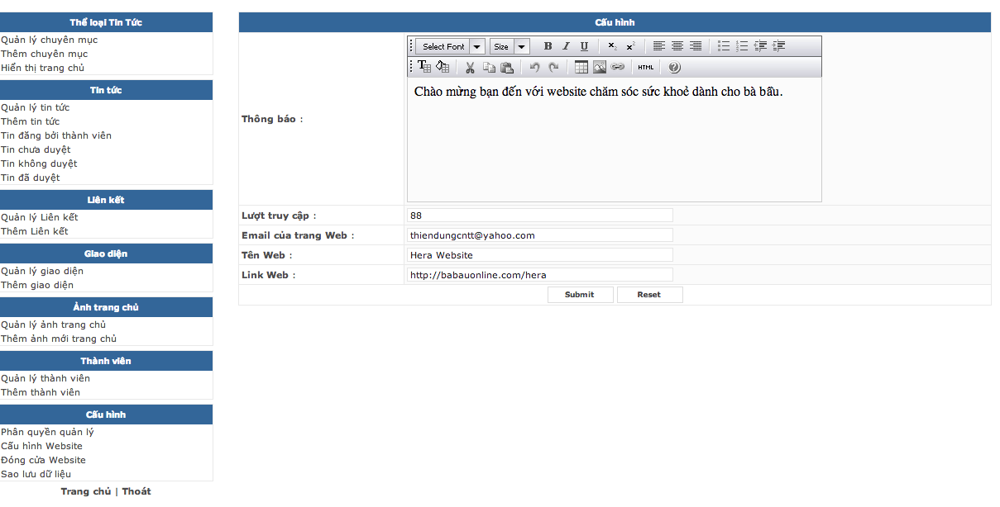 Thể loại Tin Tức
Quản lý chuyên mục
Thêm chuyên mục
Hiển thị trang chủ
Tin tức
Quản lý tin tức
Thêm tin tức
Tin đăng bởi thành viên
Tin chưa duyệt
Tin không duyệt
Tin đã duyệt
Liên kết
Quản lý Liên kết
Thêm Liên kết
Giao diện
Quản lý giao diện
Thêm giao diện
Ảnh trang chủ
Quản lý ảnh trang chủ
Thêm ảnh mới trang chủ
Thành viên
Quản lý thành viên
Thêm thành viên
Cấu hình
Phân quyền quản lý
Cấu hình Website
Đóng cửa Website
Sao lưu dữ liệu
Trang chủ | Thoát
Cấu hình
Select Font Size B I U x₂ x²
HTML
Thông báo :
Chào mừng bạn đến với website chăm sóc sức khoẻ dành cho bà bầu.
Lượt truy cập : 88
Email của trang Web : thiendungcntt@yahoo.com
Tên Web : Hera Website
Link Web : http://babauonline.com/hera
Submit Reset